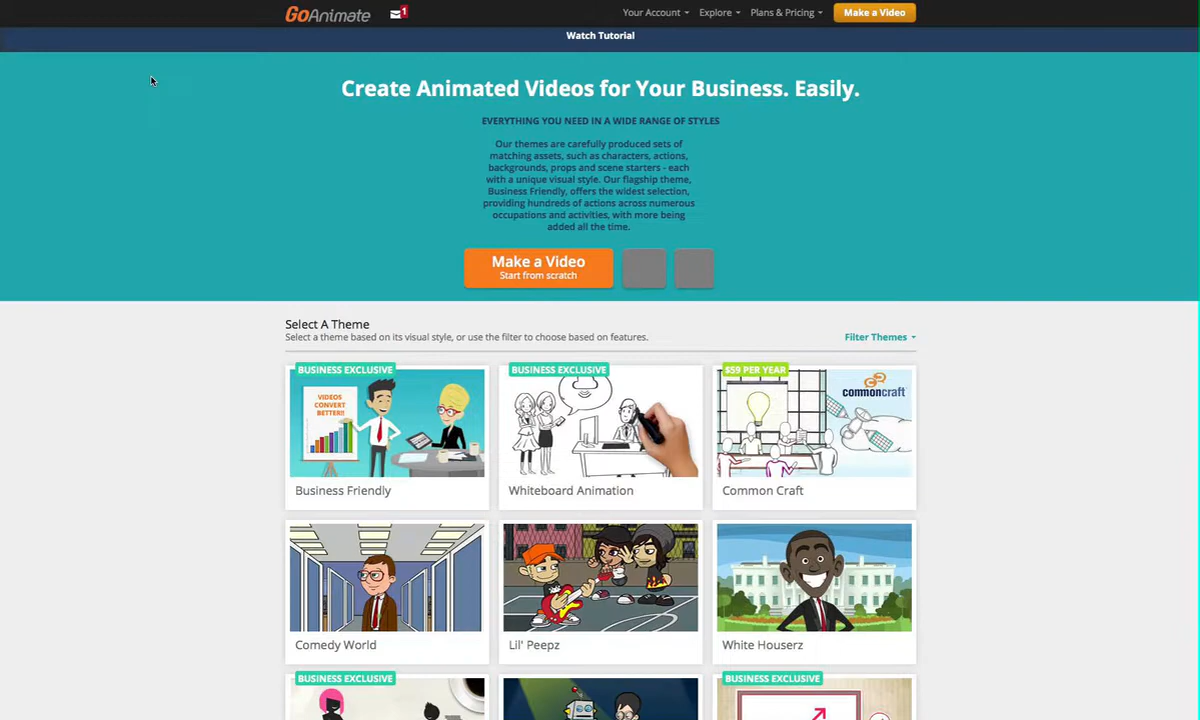 GoAnimate
1
Your Account
Explore
Plans & Pricing
Make a Video
Watch Tutorial
Create Animated Videos for Your Business. Easily.
EVERYTHING YOU NEED IN A WIDE RANGE OF STYLES
Our themes are carefully produced sets of
matching assets, such as characters, actions,
backgrounds, props and scene starters - each
with a unique visual style. Our flagship theme,
Business Friendly, offers the widest selection,
providing hundreds of actions across numerous
occupations and activities, with more being
added all the time.
Make a Video
Start from scratch
Select A Theme
Select a theme based on its visual style, or use the filter to choose based on features.
Filter Themes
BUSINESS EXCLUSIVE
BUSINESS EXCLUSIVE
$59 PER YEAR
VIDEOS
CONVERT
BETTER!!
commoncraft
Business Friendly
Whiteboard Animation
Common Craft
Comedy World
Lil' Peepz
White Houserz
BUSINESS EXCLUSIVE
BUSINESS EXCLUSIVE